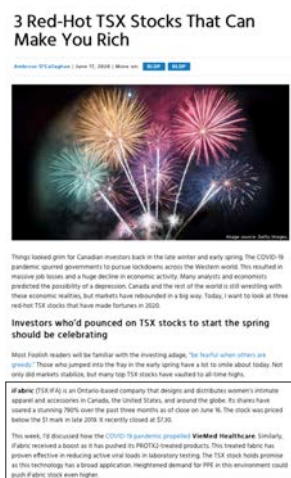 3 Red-Hot TSX Stocks That Can
Make You Rich
Ambrose O'Callaghan | June 17, 2020 | More on: BLDP BLDP
Image source: Getty Images
Things looked grim for Canadian investors back in the late winter and early spring. The COVID-19
pandemic spurred governments to pursue lockdowns across the Western world. This resulted in
massive job losses and a huge decline in economic activity. Many analysts and economists
predicted the possibility of a depression. Canada and the rest of the world is still wrestling with
these economic realities, but markets have rebounded in a big way. Today, I want to look at three
red-hot TSX stocks that have made fortunes in 2020.
Investors who'd pounced on TSX stocks to start the spring
should be celebrating
Most Foolish readers will be familiar with the investing adage, "be fearful when others are
greedy." Those who jumped into the fray in the early spring have a lot to smile about today. Not
only did markets stabilize, but many top TSX stocks have vaulted to all-time highs.
iFabric (TSX:IFA) is an Ontario-based company that designs and distributes women's intimate
apparel and accessories in Canada, the United States, and around the globe. Its shares have
soared a stunning 790% over the past three months as of close on June 16. The stock was priced
below the $1 mark in late 2019. It recently closed at $7.30.
This week, I'd discussed how the COVID-19 pandemic propelled VieMed Healthcare. Similarly,
iFabric received a boost as it has pushed its PROTX2-treated products. This treated fabric has
proven effective in reducing active viral loads in laboratory testing. The TSX stock holds promise
as this technology has a broad application. Heightened demand for PPE in this environment could
push iFabric stock even higher.